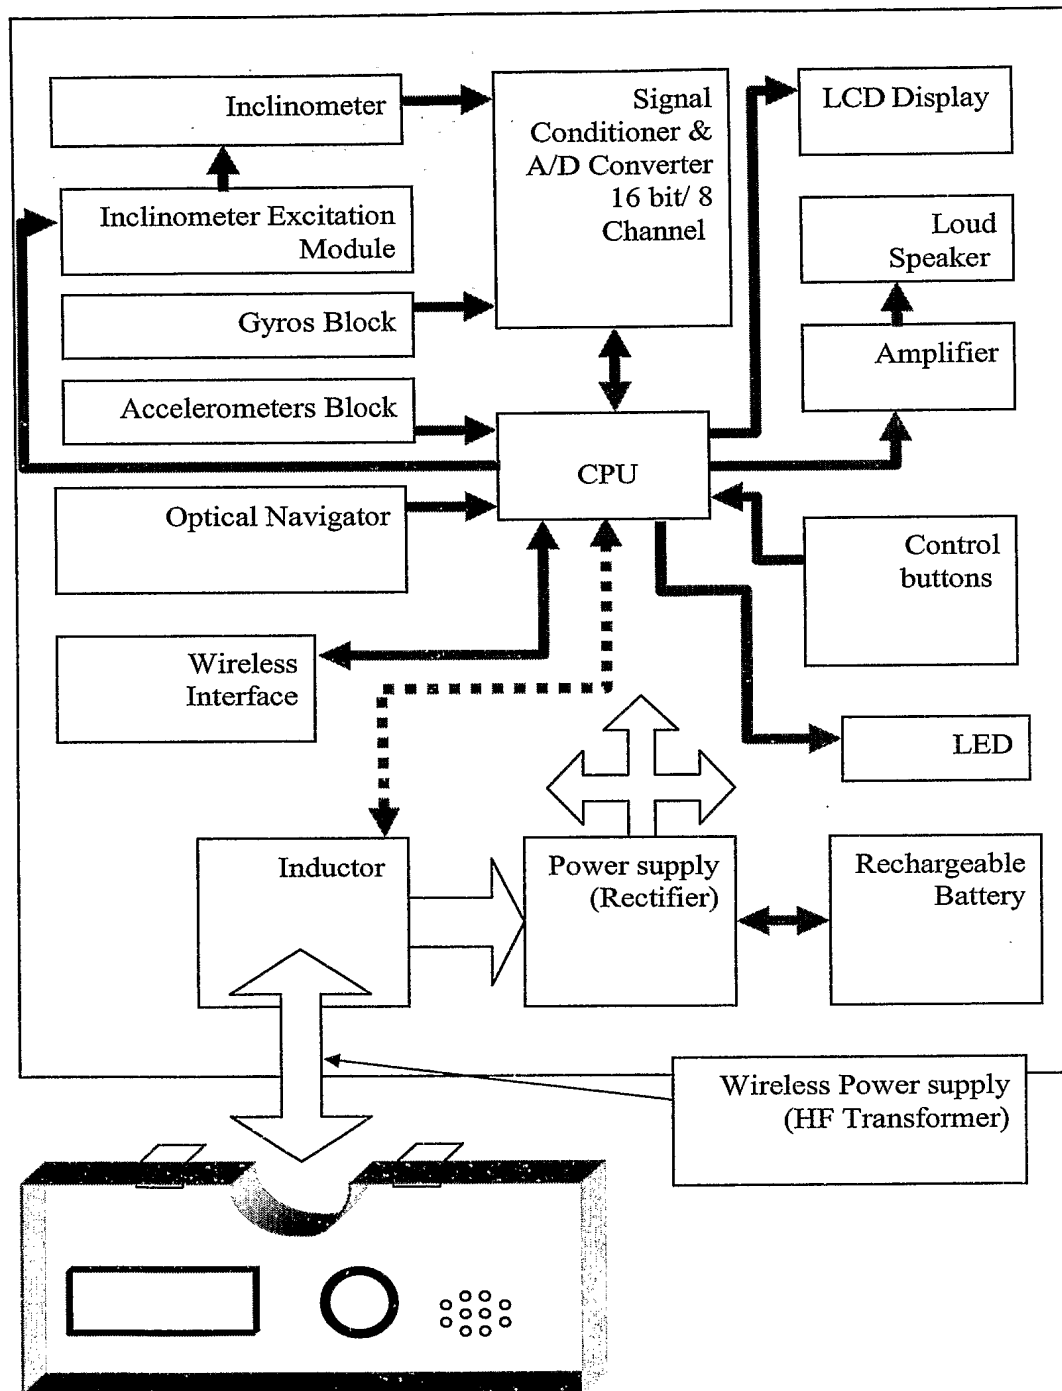 Inclinometer
Signal
Conditioner &
A/D Converter
16 bit/ 8
Channel
LCD Display
Inclinometer Excitation
Module
Loud
Speaker
Gyros Block
Amplifier
Accelerometers Block
CPU
Optical Navigator
Control
buttons
Wireless
Interface
LED
Inductor
Power supply
(Rectifier)
Rechargeable
Battery
Wireless Power supply
(HF Transformer)